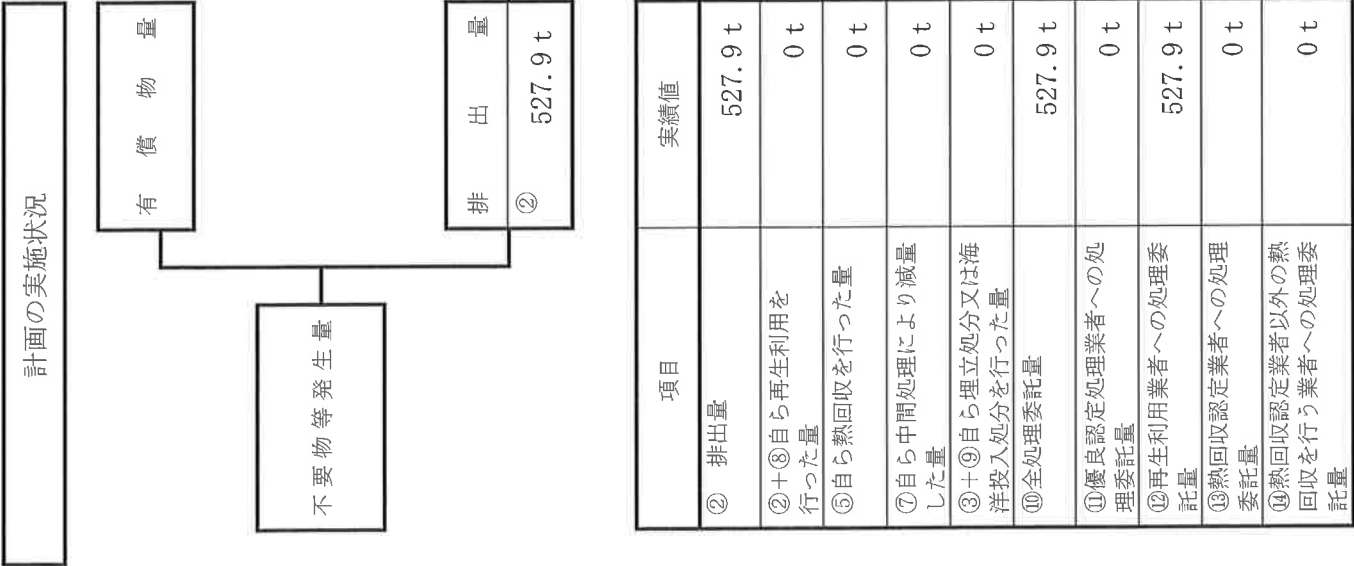 計画の実施状況
有償物量
不要物等発生量
排出量
②
527.9 t
項目
実績値
② 排出量
527.9 t
②+⑧自ら再生利用を
行った量
0 t
⑤自ら熱回収を行った量
0 t
⑦自ら中間処理により減量
した量
0 t
③+⑨自ら埋立処分又は海
洋投入処分を行った量
0 t
⑩全処理委託量
527.9 t
⑪優良認定処理業者への処
理委託量
0 t
⑫再生利用業者への処理委
託量
527.9 t
⑬熱回収認定業者への処理
委託量
0 t
⑭熱回収認定業者以外の熱
回収を行う業者への処理委
託量
0 t